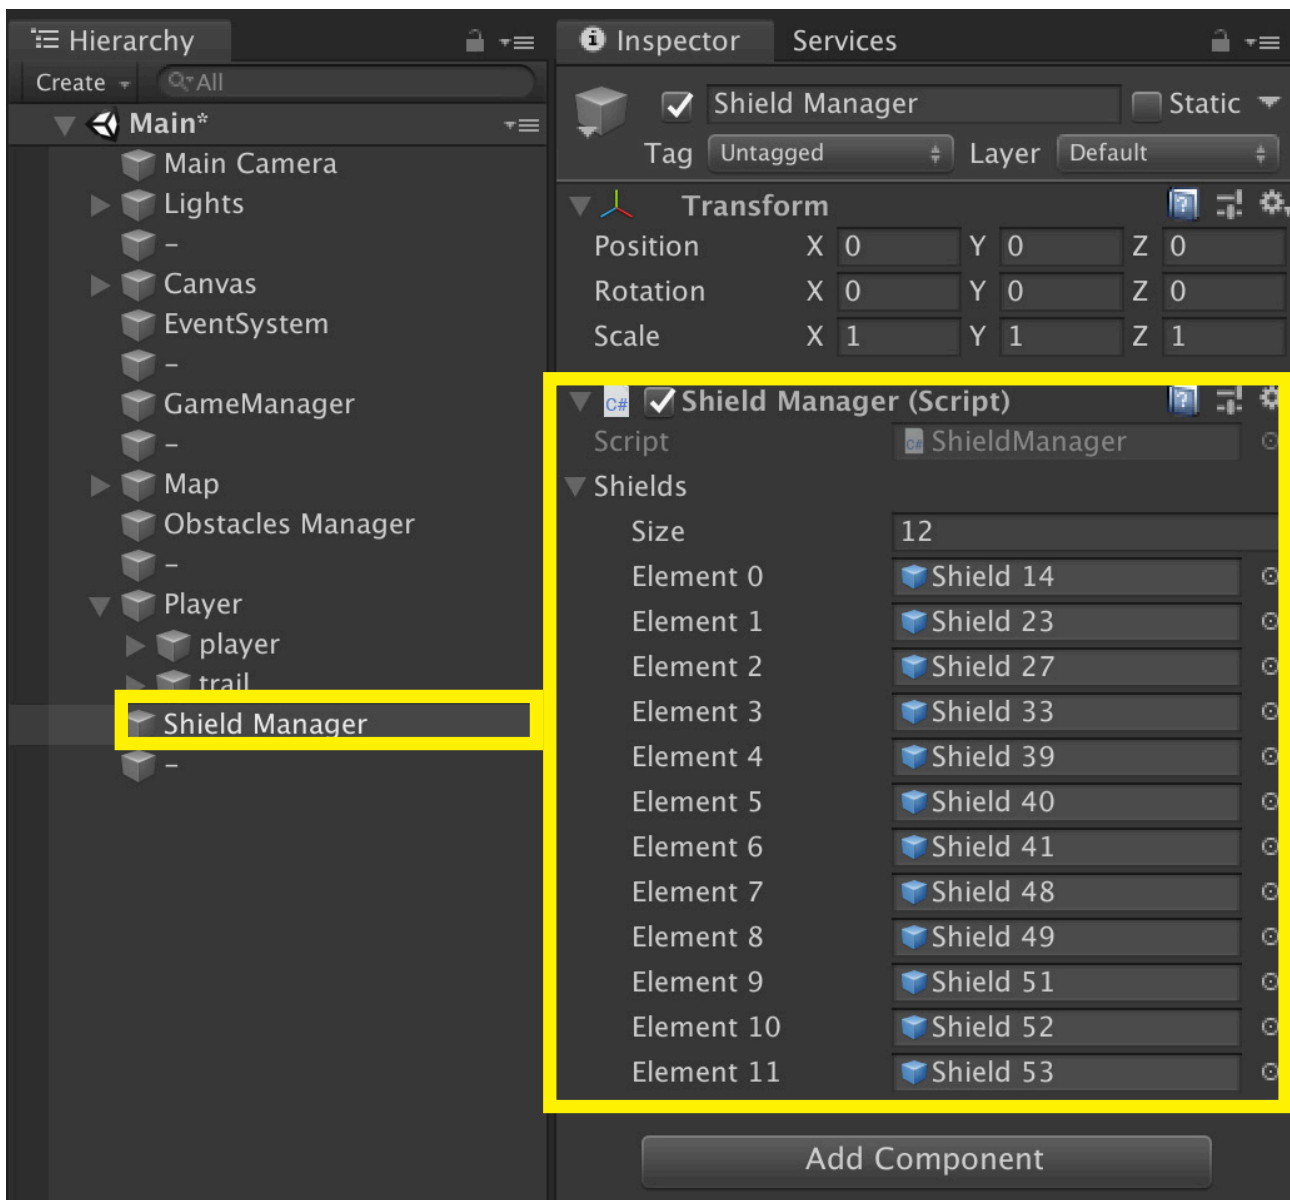 Hierarchy
Create All
Main*
Main Camera
Lights
–
Canvas
EventSystem
–
GameManager
–
Map
Obstacles Manager
–
Player
player
trail
Shield Manager
–
Inspector Services
Shield Manager Static
Tag Untagged Layer Default
Transform
Position X 0 Y 0 Z 0
Rotation X 0 Y 0 Z 0
Scale X 1 Y 1 Z 1
C# Shield Manager (Script)
Script C# ShieldManager
Shields
Size 12
Element 0 Shield 14
Element 1 Shield 23
Element 2 Shield 27
Element 3 Shield 33
Element 4 Shield 39
Element 5 Shield 40
Element 6 Shield 41
Element 7 Shield 48
Element 8 Shield 49
Element 9 Shield 51
Element 10 Shield 52
Element 11 Shield 53
Add Component